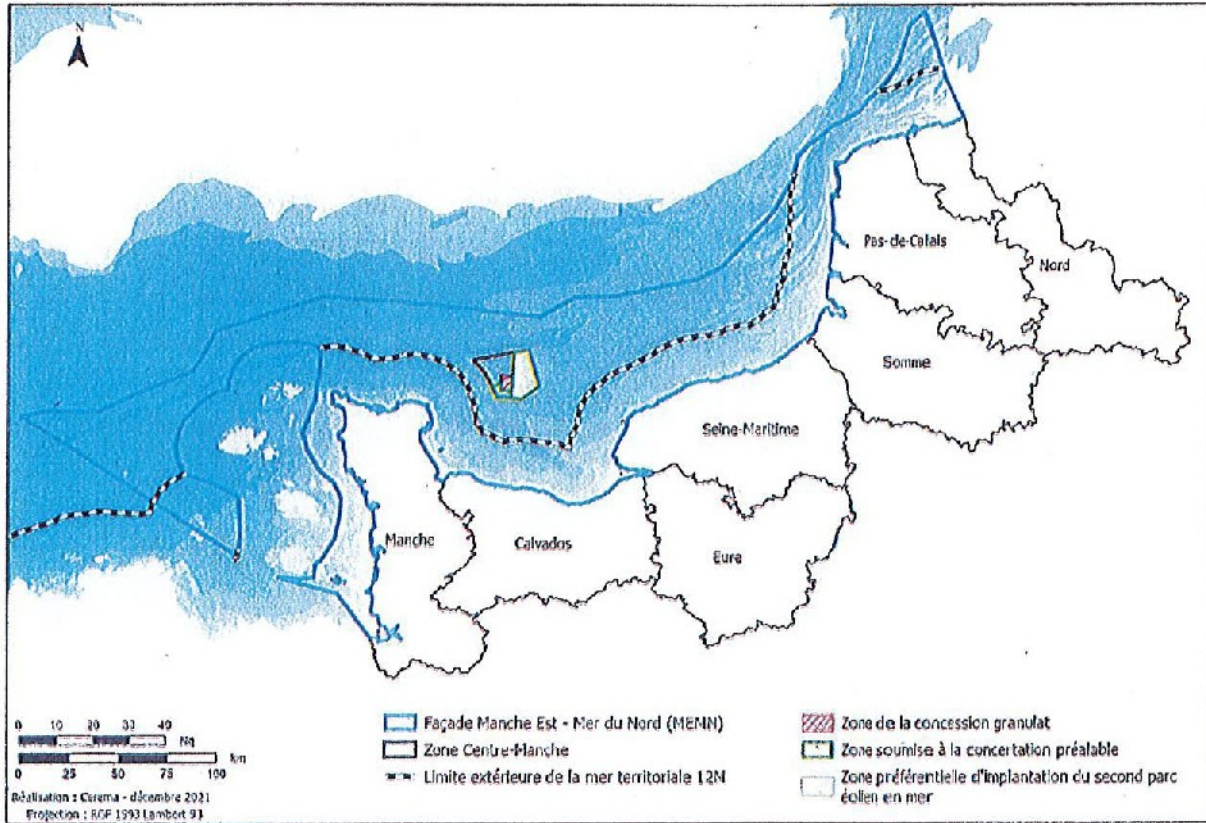 N
Pas-de-Calais
Nord
Somme
Seine-Maritime
Manche
Calvados
Eure
0 10 20 30 40
Nq
0 25 50 75 100
km
Réalisation : Cerema - décembre 2021
Projection : RGF 1993 Lambert 93
Façade Manche Est - Mer du Nord (MEMN)
Zone Centre-Manche
Limite extérieure de la mer territoriale 12N
Zone de la concession granulat
Zone soumise à la concertation préalable
Zone préférentielle d'implantation du second parc
éolien en mer